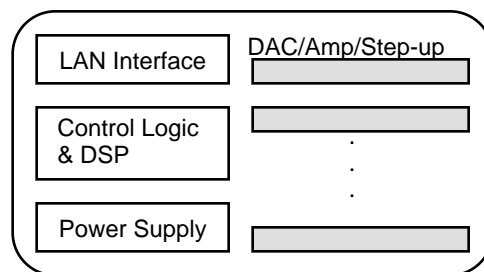 LAN Interface
DAC/Amp/Step-up
Control Logic
& DSP
.
.
.
Power Supply